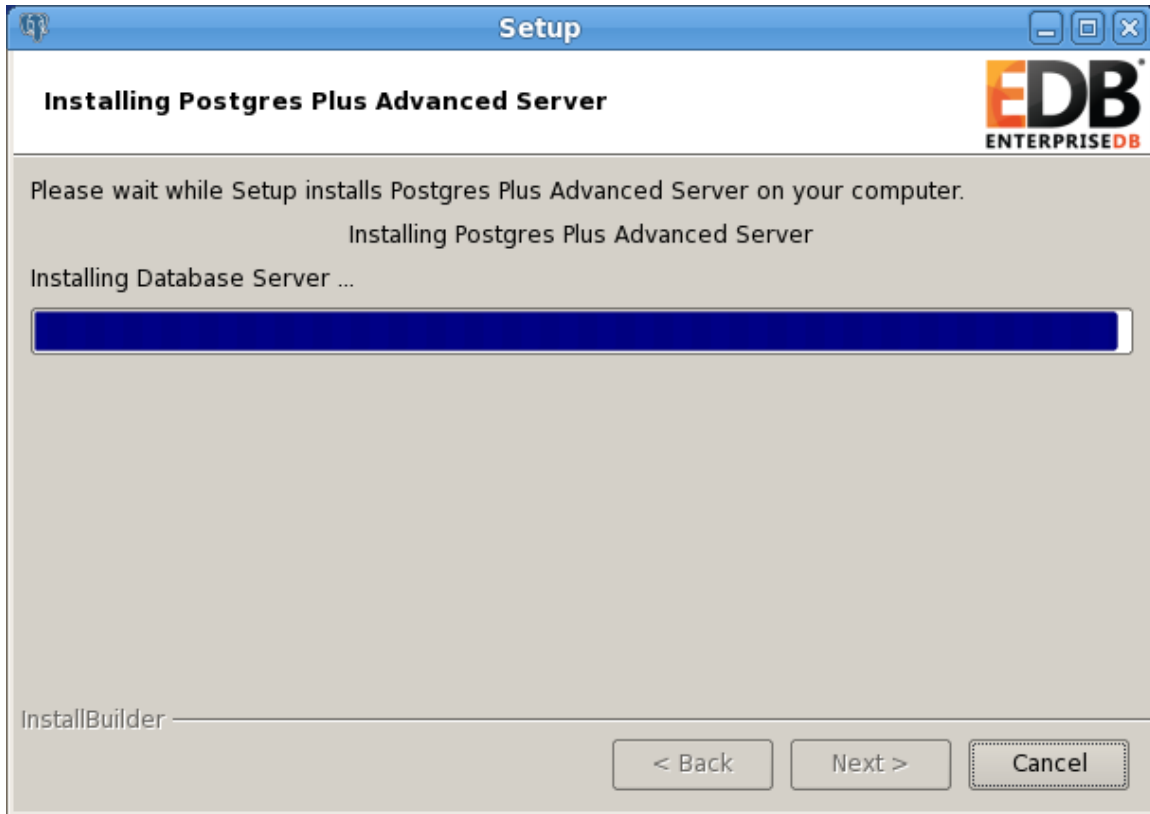 Setup
Installing Postgres Plus Advanced Server
EDB
ENTERPRISEDB
Please wait while Setup installs Postgres Plus Advanced Server on your computer.
Installing Postgres Plus Advanced Server
Installing Database Server ...
InstallBuilder
< Back
Next >
Cancel